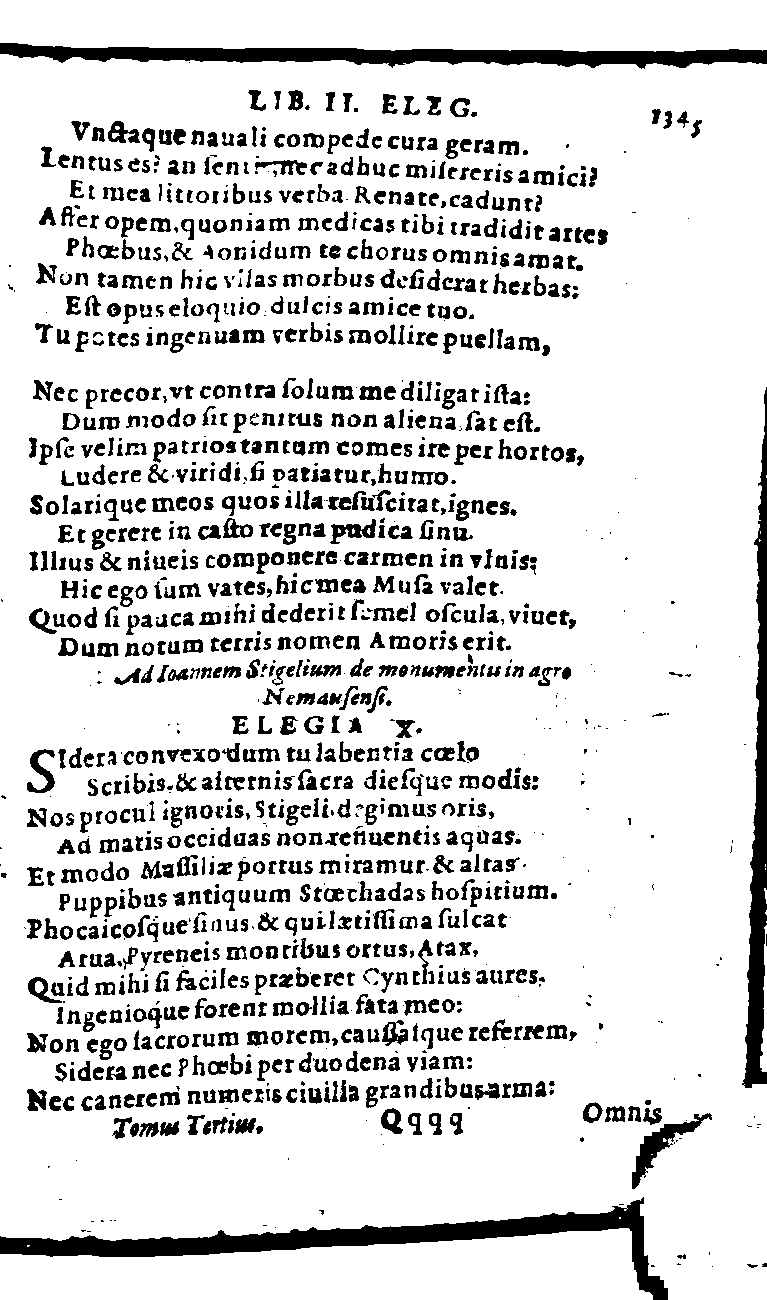 LIB. II. ELEG. 1345
Vnctaque nauali compede cura geram.
Lentus es? an sentis, nec adhuc misereris amici?
Et mea littoribus verba Renate, cadunt?
Affer opem, quoniam medicas tibi tradidit artes
Phœbus, & Aonidum te chorus omnis amat.
Non tamen hic vilas morbus desiderat herbas:
Est opus eloquio dulcis amice tuo.
Tu potes ingenuam verbis mollire puellam,
Nec precor, vt contra solum me diligat ista:
Dum modo sit penitus non aliena, sat est.
Ipse velim patrios tantum comes ire per hortos,
Ludere & viridi, si patiatur, humo.
Solarique meos quos illa resuscitat, ignes.
Et gerere in casto regna pudica sinu.
Illius & niueis componere carmen in vlnis:
Hic ego sum vates, hic mea Musa valet.
Quod si pauca mihi dederit semel oscula, viuet,
Dum notum terris nomen Amoris erit.
Ad Ioannem Stigelium de monumentu in agro
Nemausensi.
ELEGIA X.
SIdera convexo dum tu labentia cœlo
Scribis, & alternis sacra diesque modis:
Nos procul ignotis, Stigeli, degimus oris,
Ad maris occiduas non renuentis aquas.
Et modo Massiliæ portus miramur & altas
Puppibus antiquum Stœchadas hospitium.
Phocaicosque sinus & qui lætissima sulcat
Arua, Pyreneis montibus ortus, Atax,
Quid mihi si faciles præberet Cynthius aures,
Ingenioque forent mollia fata meo:
Non ego sacrorum morem, caussasque referrem,
Sidera nec Phœbi per duodena viam:
Nec canerem numeris ciuilia grandibus arma:
Tomus Tertius. Qqqq Omnis